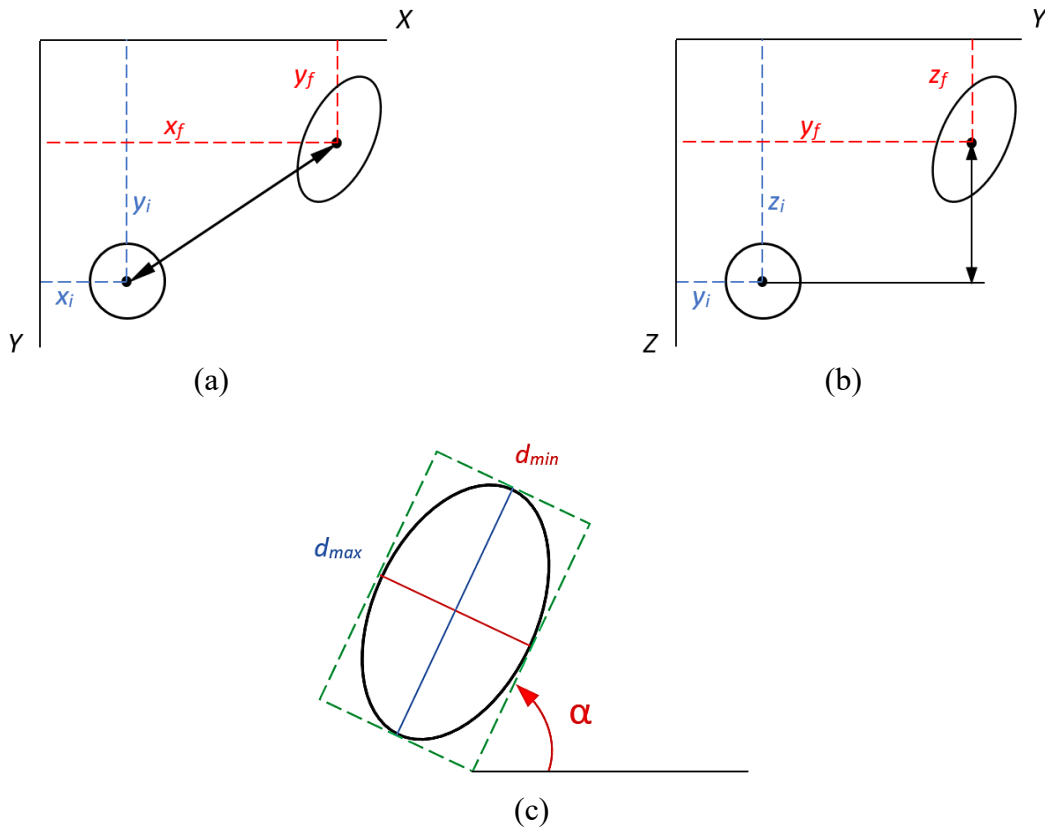 X
y_f
x_f
y_i
x_i
Y
(a)
Y
z_f
y_f
z_i
y_i
Z
(b)
d_min
d_max
α
(c)